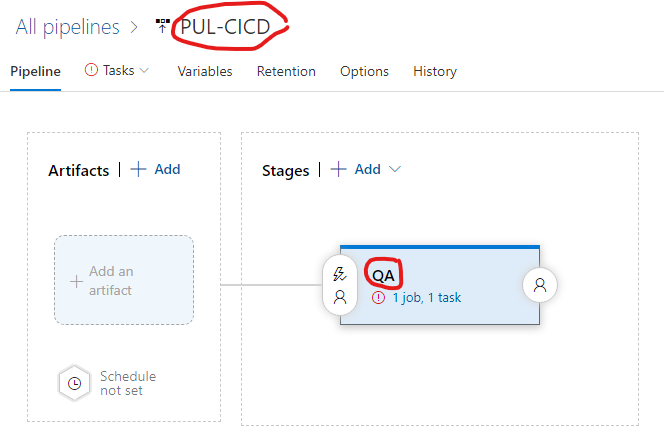 All pipelines > PUL-CICD
Pipeline Tasks Variables Retention Options History
Artifacts | + Add
Stages | + Add
+ Add an
artifact
QA
1 job, 1 task
Schedule
not set